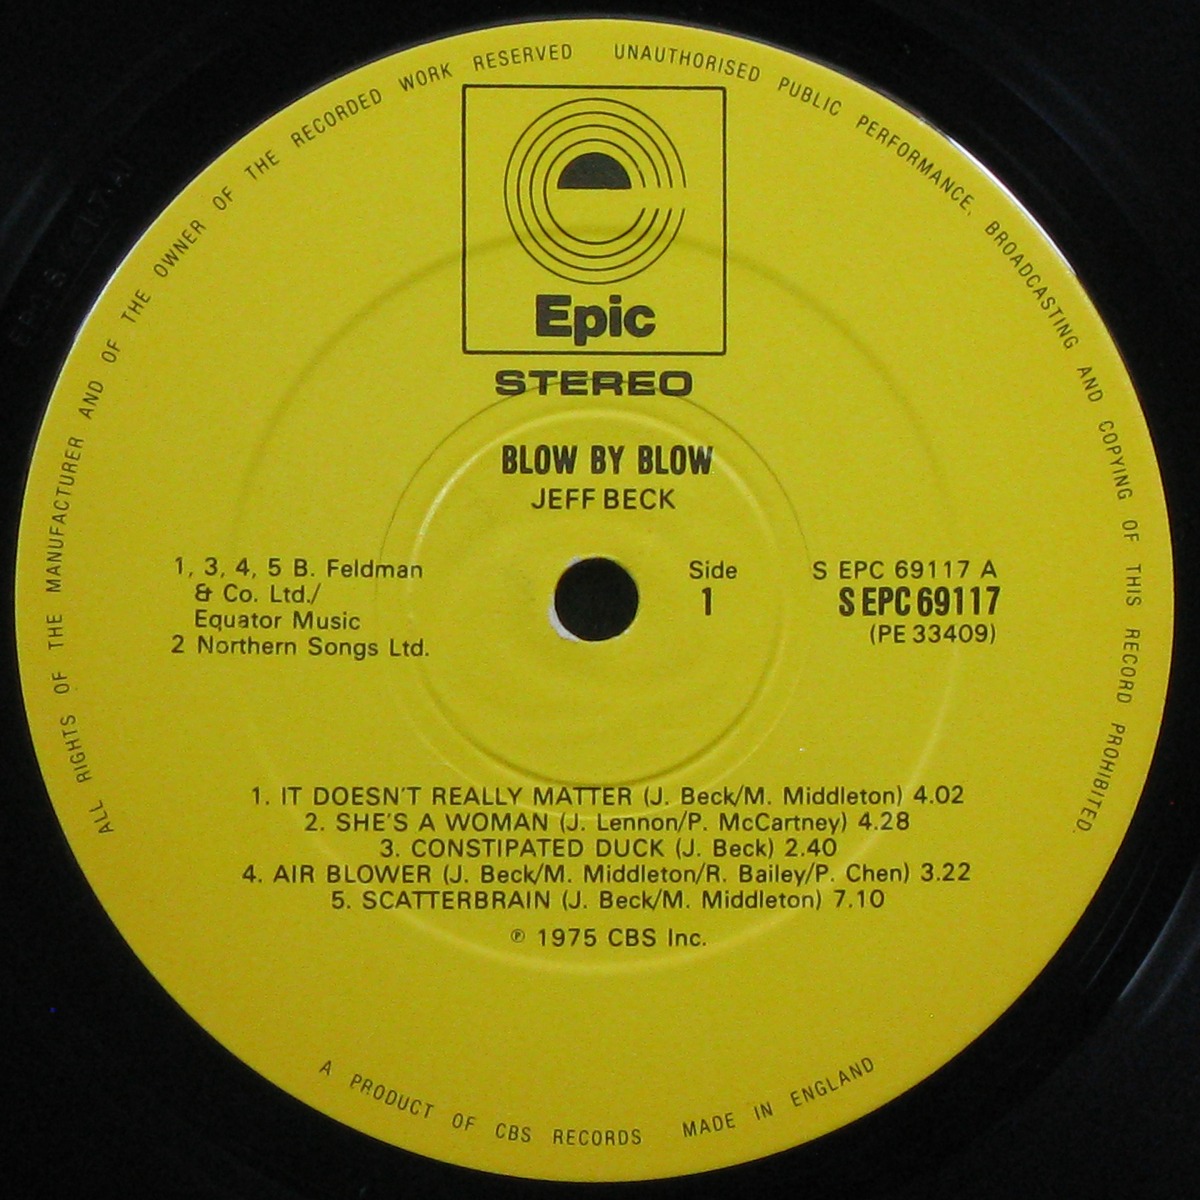 ALL RIGHTS OF THE MANUFACTURER AND OF THE OWNER OF THE RECORDED WORK RESERVED UNAUTHORISED PUBLIC PERFORMANCE, BROADCASTING AND COPYING OF THIS RECORD PROHIBITED.
Epic
STEREO
BLOW BY BLOW
JEFF BECK
1, 3, 4, 5 B. Feldman
& Co. Ltd./
Equator Music
2 Northern Songs Ltd.
Side
1
S EPC 69117 A
S EPC 69117
(PE 33409)
1. IT DOESN'T REALLY MATTER (J. Beck/M. Middleton) 4.02
2. SHE'S A WOMAN (J. Lennon/P. McCartney) 4.28
3. CONSTIPATED DUCK (J. Beck) 2.40
4. AIR BLOWER (J. Beck/M. Middleton/R. Bailey/P. Chen) 3.22
5. SCATTERBRAIN (J. Beck/M. Middleton) 7.10
℗ 1975 CBS Inc.
A PRODUCT OF CBS RECORDS MADE IN ENGLAND